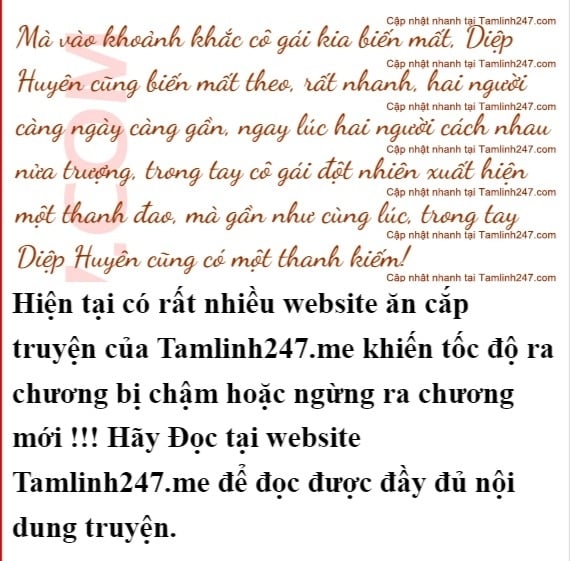 Cập nhật nhanh tại Tamlinh247.com
Mà vào khoảnh khắc cô gái kia biến mất, Diệp
Cập nhật nhanh tại Tamlinh247.com
Huyên cũng biến mất theo, rất nhanh, hai người
Cập nhật nhanh tại Tamlinh247.com
càng ngày càng gần, ngay lúc hai người cách nhau
Cập nhật nhanh tại Tamlinh247.com
nửa trượng, trong tay cô gái đột nhiên xuất hiện
Cập nhật nhanh tại Tamlinh247.com
một thanh đao, mà gần như cùng lúc, trong tay
Cập nhật nhanh tại Tamlinh247.com
Diệp Huyên cũng có một thanh kiếm!
Cập nhật nhanh tại Tamlinh247.com
.COM
Hiện tại có rất nhiều website ăn cắp
truyện của Tamlinh247.me khiến tốc độ ra
chương bị chậm hoặc ngừng ra chương
mới !!! Hãy Đọc tại website
Tamlinh247.me để đọc được đầy đủ nội
dung truyện.